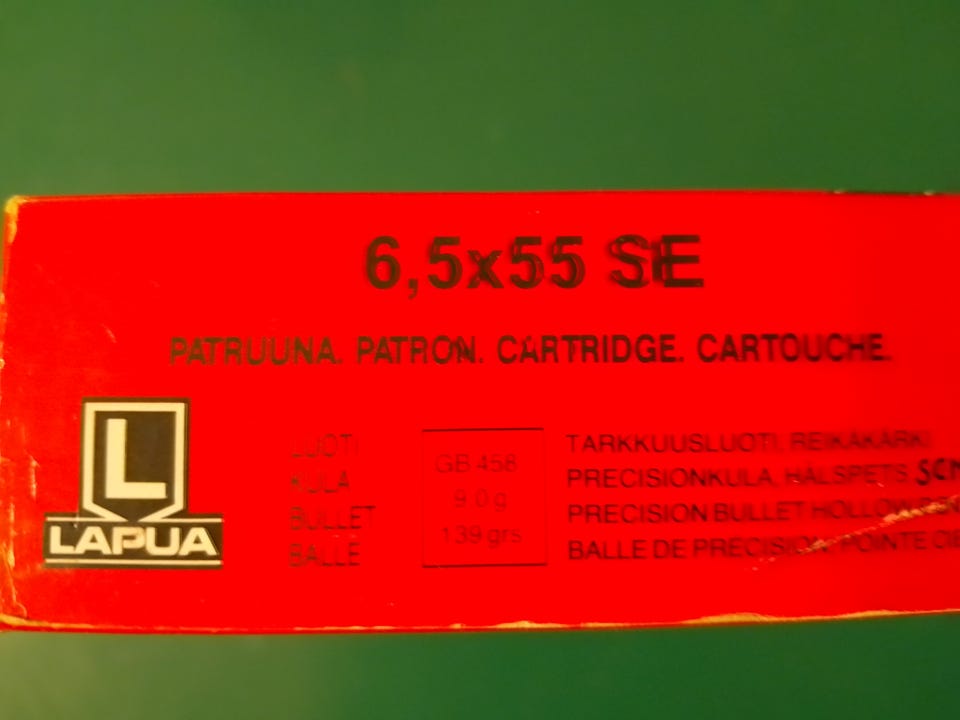 6,5x55 SE
PATRUUNA. PATRON. CARTRIDGE. CARTOUCHE.
L
LAPUA
LUOTI
KULA
BULLET
BALLE
GB 458
9.0 g
139 grs
TARKKUUSLUOTI, REIKÄKÄRKI
PRECISIONKULA, HÅLSPETS
PRECISION BULLET
BALLE DE PRECISION, POINTE